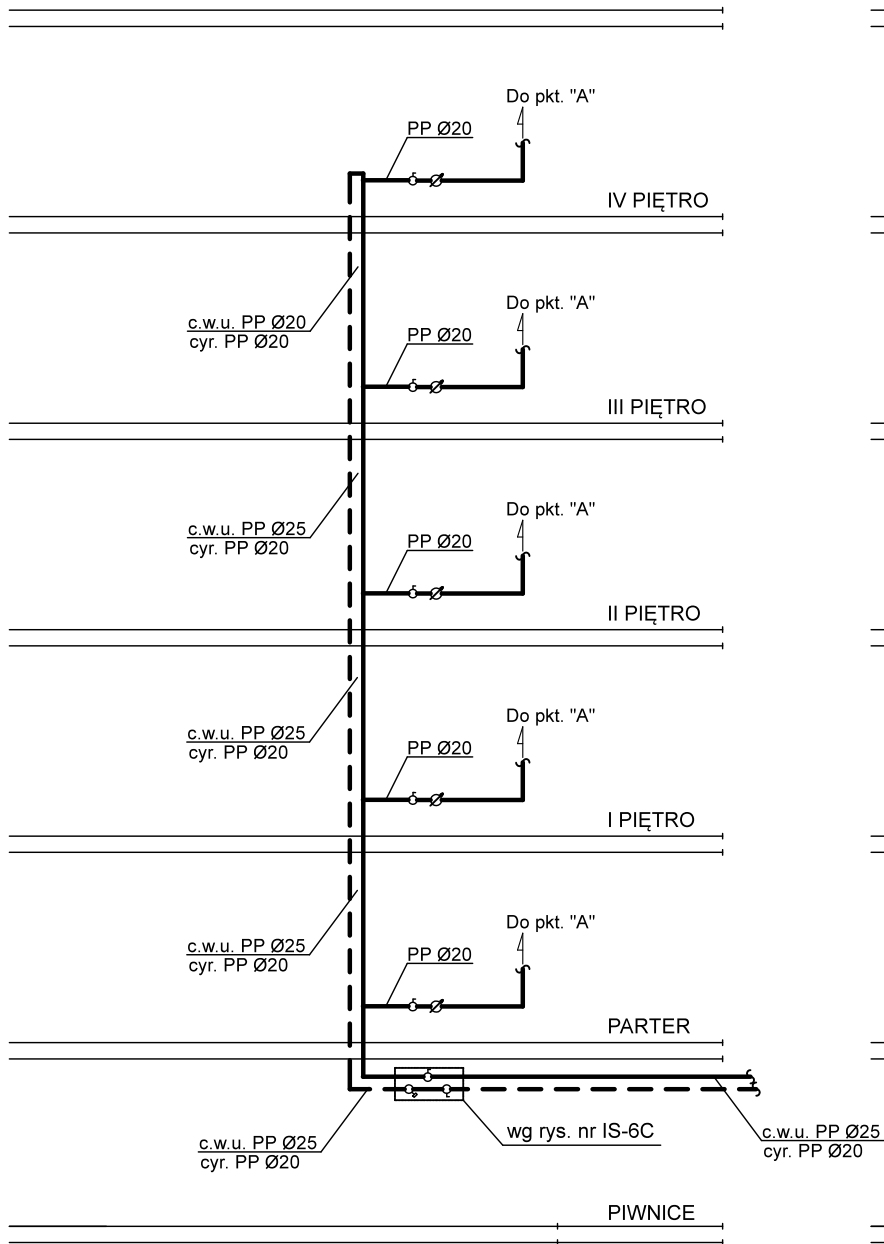 Do pkt. "A"
PP Ø20
IV PIĘTRO
c.w.u. PP Ø20
cyr. PP Ø20
Do pkt. "A"
PP Ø20
III PIĘTRO
c.w.u. PP Ø25
cyr. PP Ø20
Do pkt. "A"
PP Ø20
II PIĘTRO
c.w.u. PP Ø25
cyr. PP Ø20
Do pkt. "A"
PP Ø20
I PIĘTRO
c.w.u. PP Ø25
cyr. PP Ø20
Do pkt. "A"
PP Ø20
PARTER
c.w.u. PP Ø25
cyr. PP Ø20
wg rys. nr IS-6C
c.w.u. PP Ø25
cyr. PP Ø20
PIWNICE